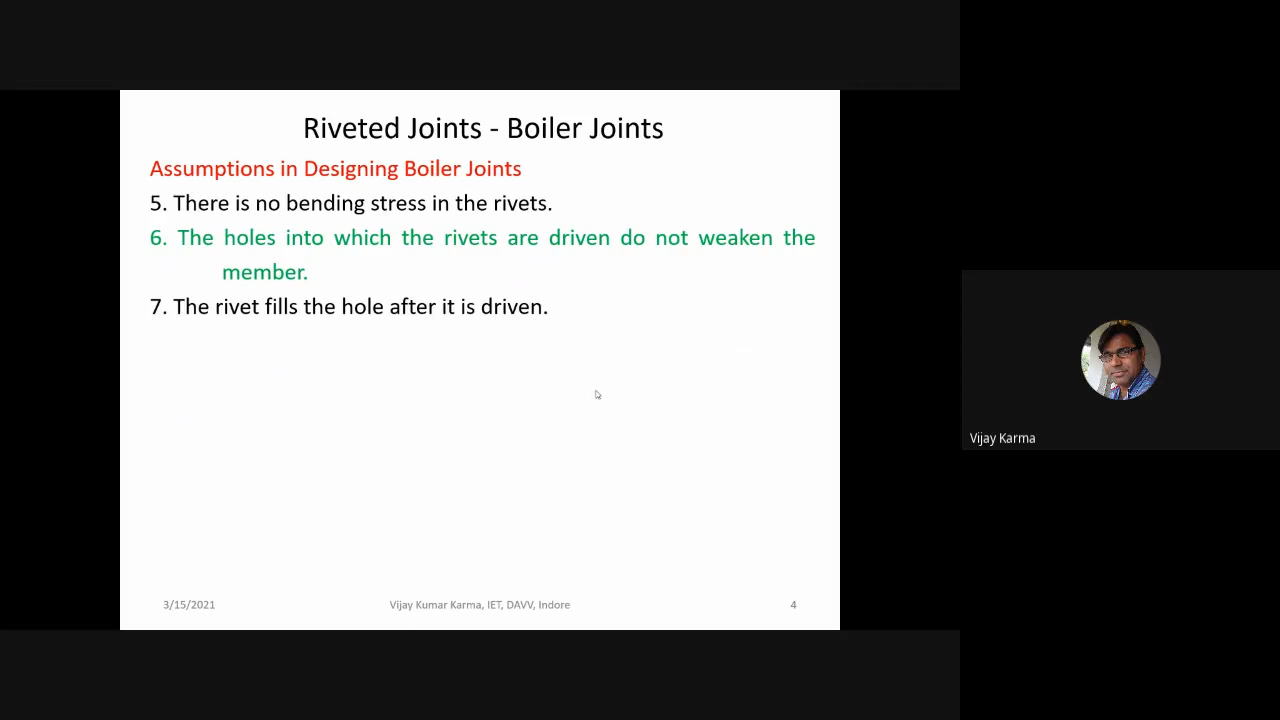 Riveted Joints - Boiler Joints
Assumptions in Designing Boiler Joints
5. There is no bending stress in the rivets.
6. The holes into which the rivets are driven do not weaken the
member.
7. The rivet fills the hole after it is driven.
Vijay Karma
3/15/2021 Vijay Kumar Karma, IET, DAVV, Indore 4